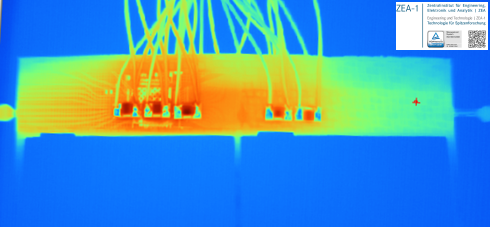 ZEA-1
Zentralinstitut für Engineering,
Elektronik und Analytik | ZEA
Engineering und Technologie | ZEA-1
Technologie für Spitzenforschung